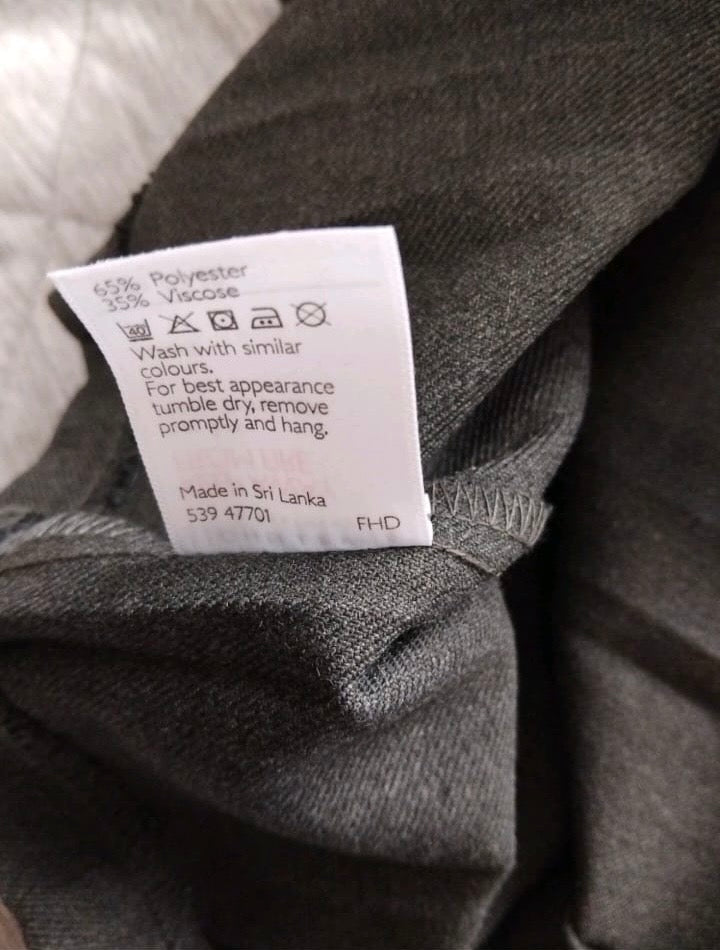 65% Polyester
35% Viscose
40
Wash with similar
colours.
For best appearance
tumble dry, remove
promptly and hang.
Made in Sri Lanka
539 47701
FHD